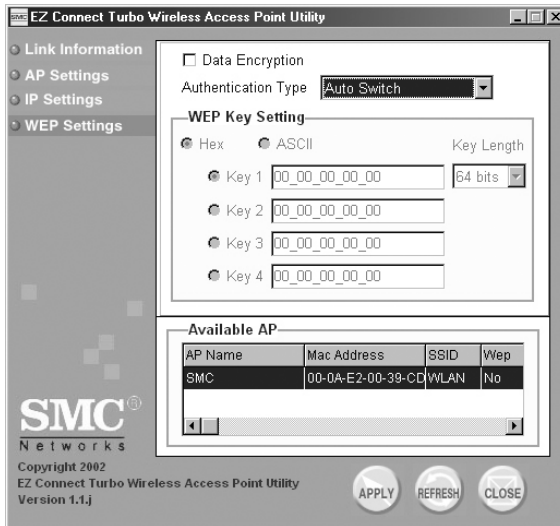 SMC EZ Connect Turbo Wireless Access Point Utility
Link Information
AP Settings
IP Settings
WEP Settings
Data Encryption
Authentication Type Auto Switch
WEP Key Setting
Hex ASCII Key Length
Key 1 00_00_00_00_00 64 bits
Key 2 00_00_00_00_00
Key 3 00_00_00_00_00
Key 4 00_00_00_00_00
Available AP
AP Name Mac Address SSID Wep
SMC 00-0A-E2-00-39-CD WLAN No
SMC®
Networks
Copyright 2002
EZ Connect Turbo Wireless Access Point Utility
Version 1.1.j
APPLY REFRESH CLOSE